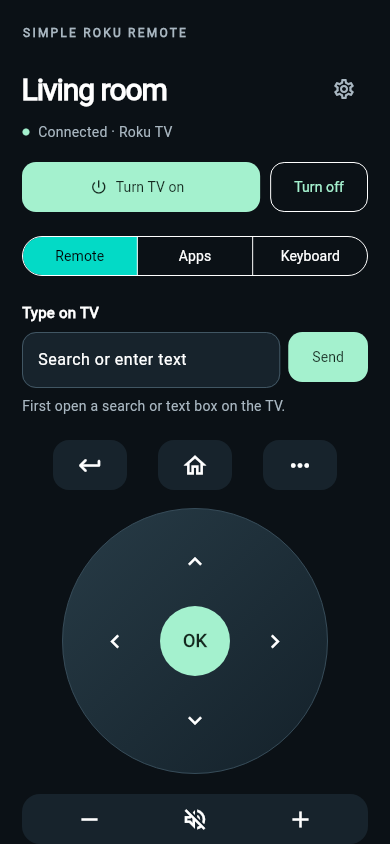 SIMPLE ROKU REMOTE
Living room
Connected · Roku TV
Turn TV on
Turn off
Remote
Apps
Keyboard
Type on TV
Search or enter text
Send
First open a search or text box on the TV.
OK